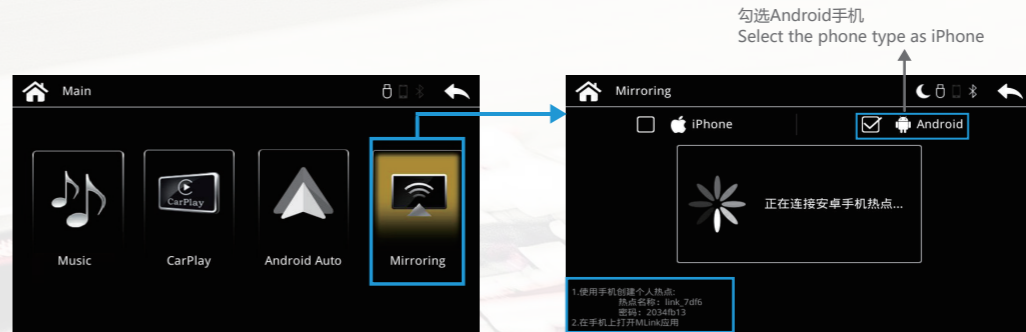 勾选Android手机
Select the phone type as iPhone
Main
Mirroring
iPhone
Android
CarPlay
正在连接安卓手机热点...
Music
CarPlay
Android Auto
Mirroring
1.使用手机创建个人热点:
热点名称: link_7df6
密码: 2034fb13
2.在手机上打开MLink应用